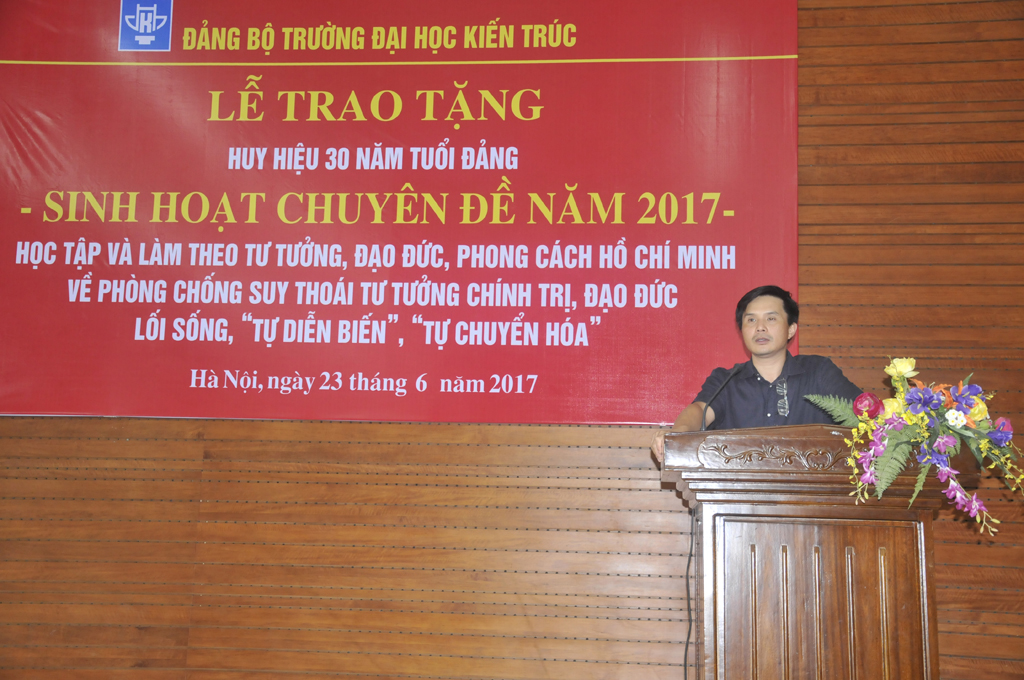 ĐẢNG BỘ TRƯỜNG ĐẠI HỌC KIẾN TRÚC
LỄ TRAO TẶNG
HUY HIỆU 30 NĂM TUỔI ĐẢNG
- SINH HOẠT CHUYÊN ĐỀ NĂM 2017-
HỌC TẬP VÀ LÀM THEO TƯ TƯỞNG, ĐẠO ĐỨC, PHONG CÁCH HỒ CHÍ MINH
VỀ PHÒNG CHỐNG SUY THOÁI TƯ TƯỞNG CHÍNH TRỊ, ĐẠO ĐỨC
LỐI SỐNG, “TỰ DIỄN BIẾN”, “TỰ CHUYỂN HÓA”
Hà Nội, ngày 23 tháng 6 năm 2017